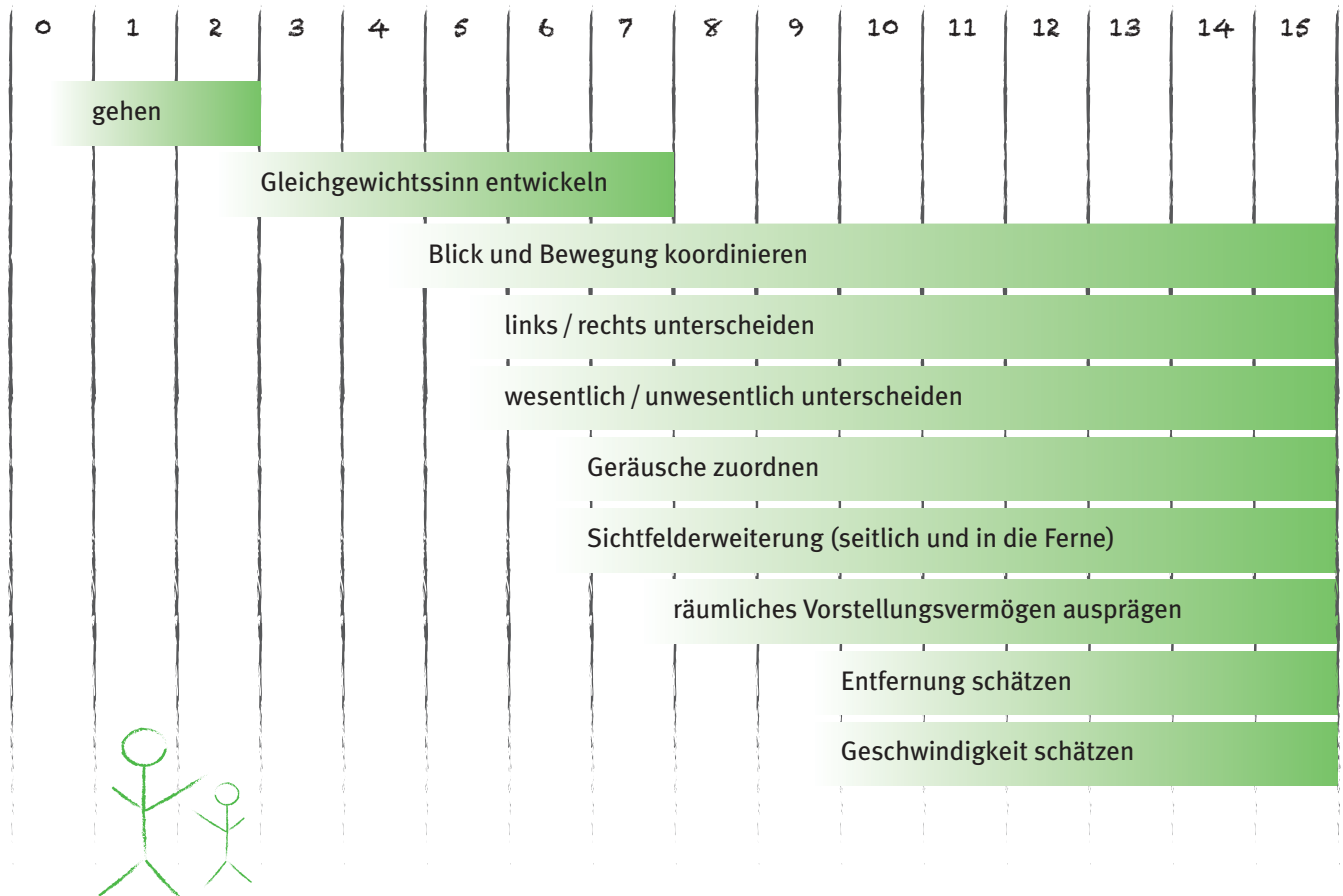 0 1 2 3 4 5 6 7 8 9 10 11 12 13 14 15
gehen
Gleichgewichtssinn entwickeln
Blick und Bewegung koordinieren
links / rechts unterscheiden
wesentlich / unwesentlich unterscheiden
Geräusche zuordnen
Sichtfelderweiterung (seitlich und in die Ferne)
räumliches Vorstellungsvermögen ausprägen
Entfernung schätzen
Geschwindigkeit schätzen